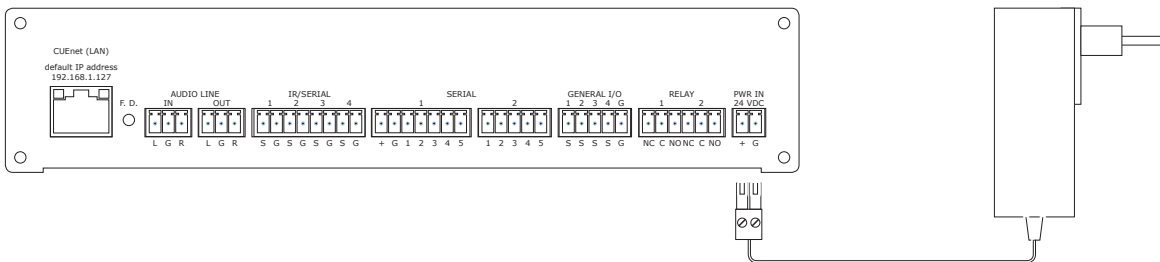 CUEnet (LAN)
default IP address
192.168.1.127
F. D.
AUDIO LINE
IN OUT
L G R L G R
IR/SERIAL
1 2 3 4
S G S G S G S G
SERIAL
1 2
+ G 1 2 3 4 5 1 2 3 4 5
GENERAL I/O
1 2 3 4 G
S S S S G
RELAY
1 2
NC C NO NC C NO
PWR IN
24 VDC
+ G